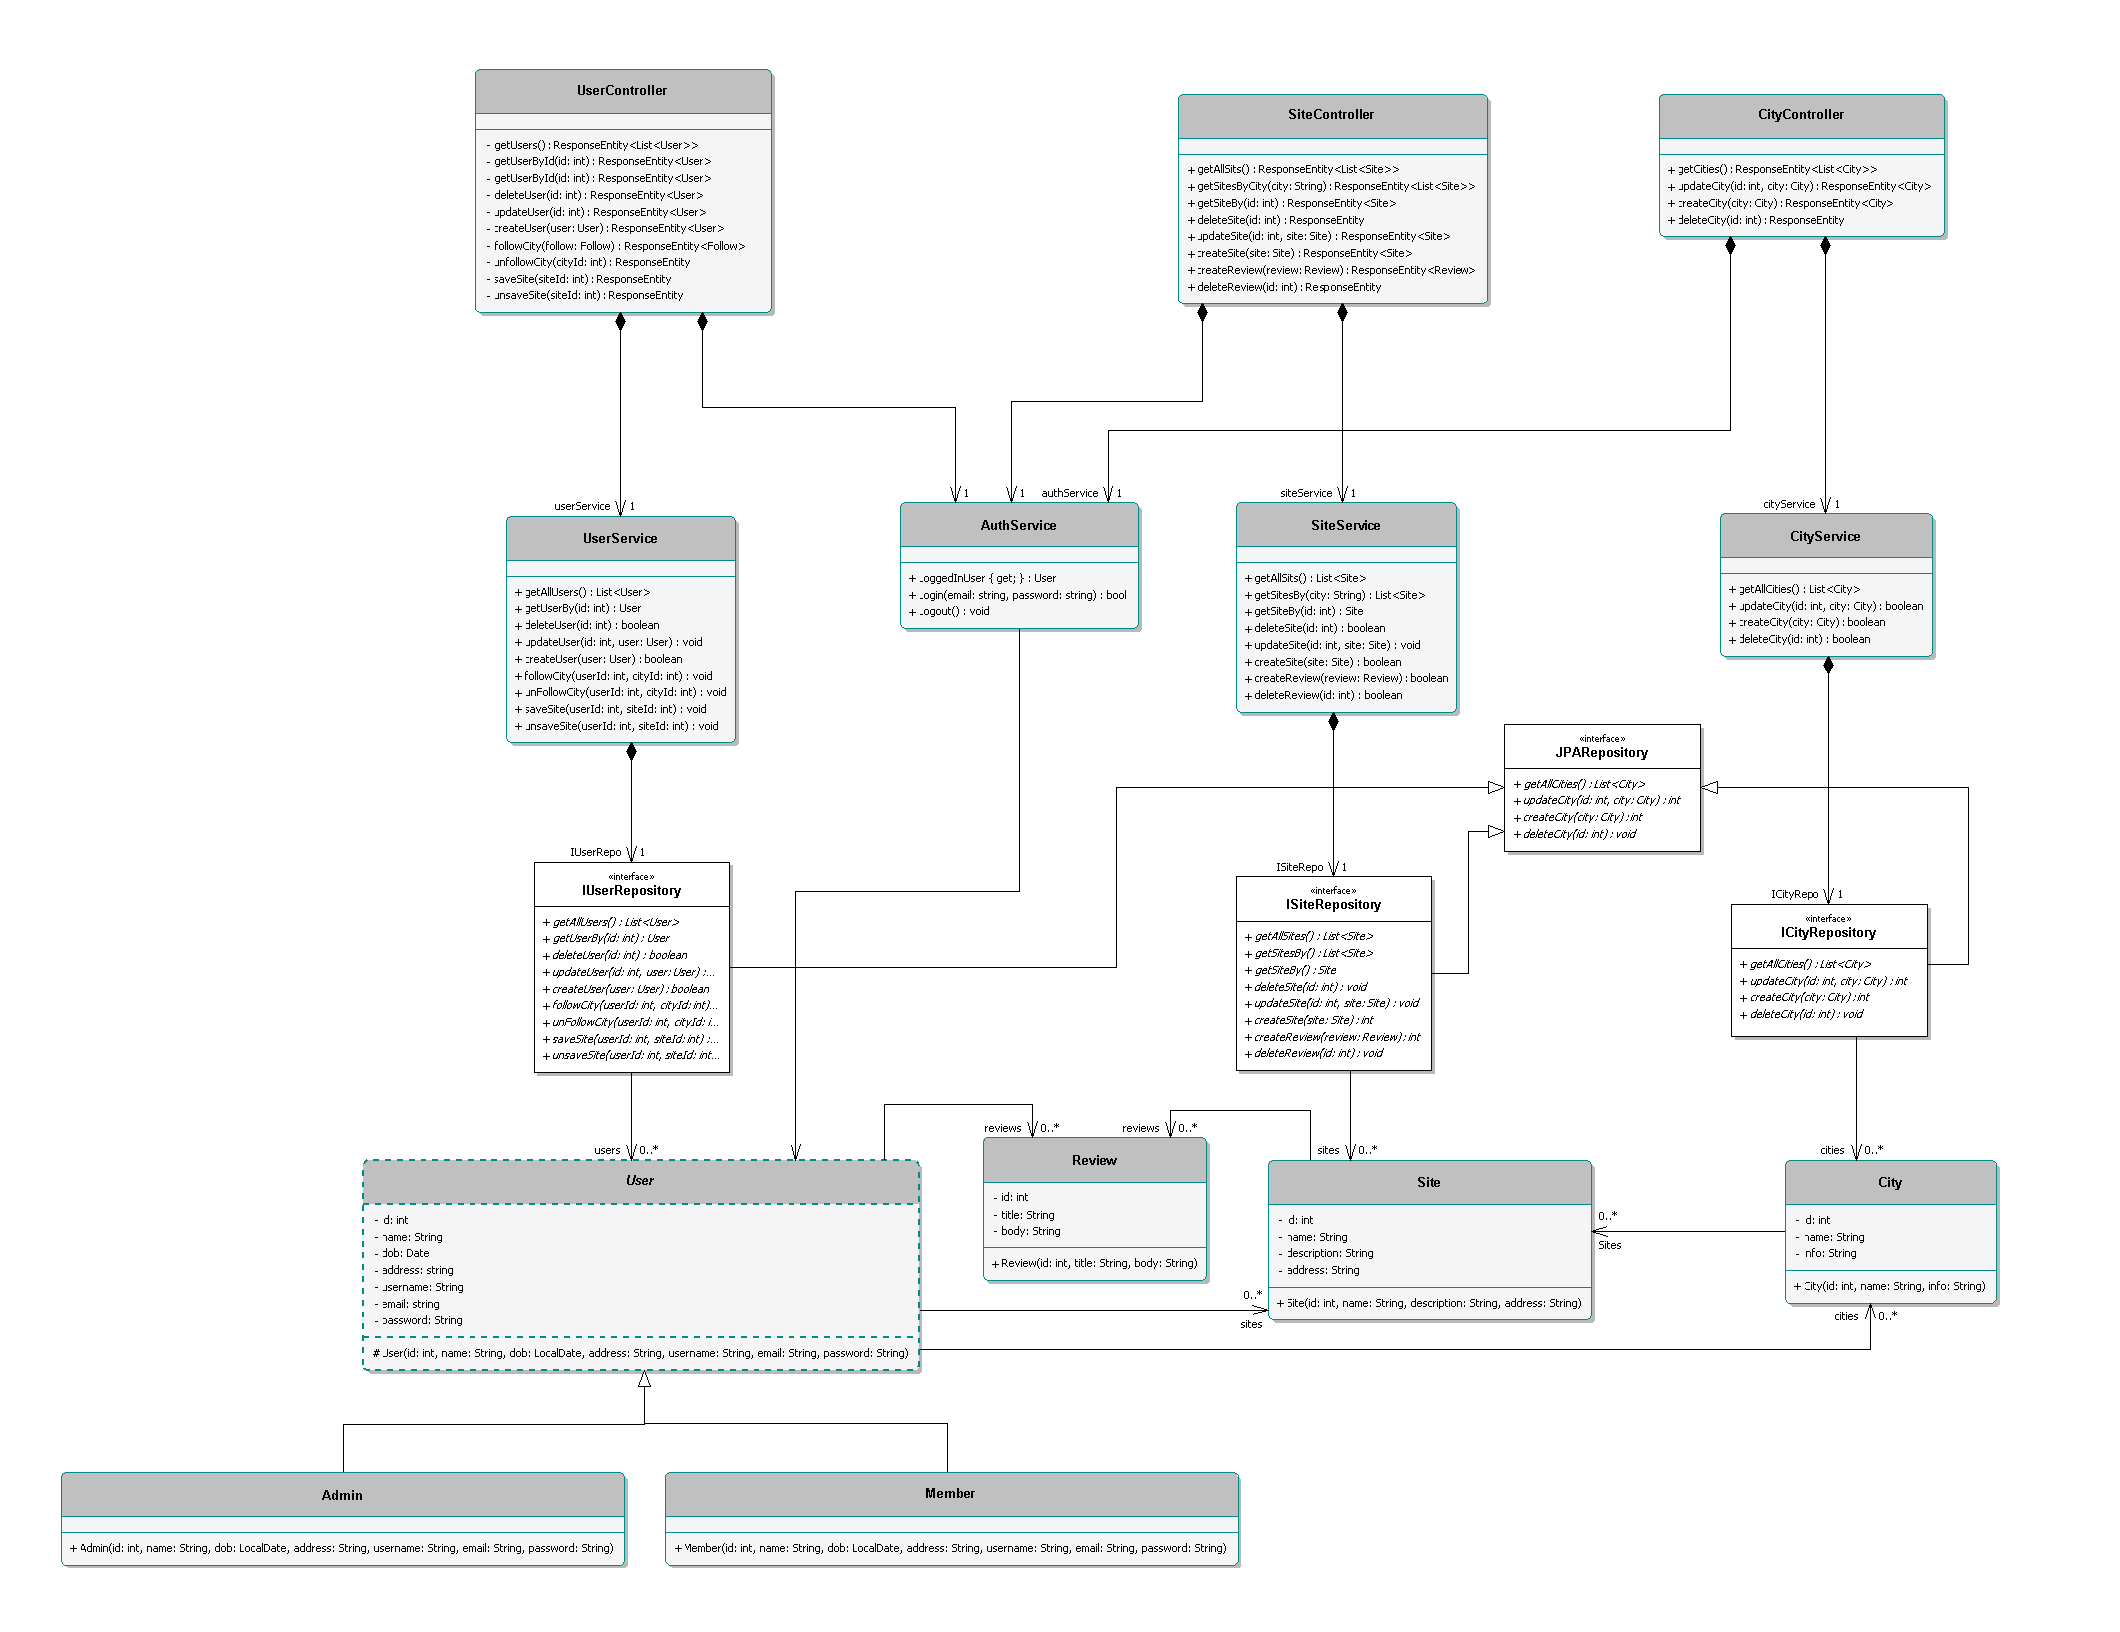 UserController
- getUsers() : ResponseEntity<List<User>>
- getUserById(id: int) : ResponseEntity<User>
- getUserById(id: int) : ResponseEntity<User>
- deleteUser(id: int) : ResponseEntity<User>
- updateUser(id: int) : ResponseEntity<User>
- createUser(user: User) : ResponseEntity<User>
- followCity(follow: Follow) : ResponseEntity<Follow>
- unfollowCity(cityId: int) : ResponseEntity
- saveSite(siteId: int) : ResponseEntity
- unsaveSite(siteId: int) : ResponseEntity
SiteController
+ getAllSits() : ResponseEntity<List<Site>>
+ getSitesByCity(city: String) : ResponseEntity<List<Site>>
+ getSiteBy(id: int) : ResponseEntity<Site>
+ deleteSite(id: int) : ResponseEntity
+ updateSite(id: int, site: Site) : ResponseEntity<Site>
+ createSite(site: Site) : ResponseEntity<Site>
+ createReview(review: Review) : ResponseEntity<Review>
+ deleteReview(id: int) : ResponseEntity
CityController
+ getCities() : ResponseEntity<List<City>>
+ updateCity(id: int, city: City) : ResponseEntity<City>
+ createCity(city: City) : ResponseEntity<City>
+ deleteCity(id: int) : ResponseEntity
userService 1
1
1
authService 1
siteService 1
cityService 1
UserService
+ getAllUsers() : List<User>
+ getUserBy(id: int) : User
+ deleteUser(id: int) : boolean
+ updateUser(id: int, user: User) : void
+ createUser(user: User) : boolean
+ followCity(userId: int, cityId: int) : void
+ unFollowCity(userId: int, cityId: int) : void
+ saveSite(userId: int, siteId: int) : void
+ unsaveSite(userId: int, siteId: int) : void
AuthService
+ LoggedInUser { get; } : User
+ Login(email: string, password: string) : bool
+ Logout() : void
SiteService
+ getAllSits() : List<Site>
+ getSitesBy(city: String) : List<Site>
+ getSiteBy(id: int) : Site
+ deleteSite(id: int) : boolean
+ updateSite(id: int, site: Site) : void
+ createSite(site: Site) : boolean
+ createReview(review: Review) : boolean
+ deleteReview(id: int) : boolean
CityService
+ getAllCities() : List<City>
+ updateCity(id: int, city: City) : boolean
+ createCity(city: City) : boolean
+ deleteCity(id: int) : boolean
«interface»
JPARepository
+ getAllCities() : List<City>
+ updateCity(id: int, city: City) : int
+ createCity(city: City) : int
+ deleteCity(id: int) : void
IUserRepo 1
ISiteRepo 1
ICityRepo 1
«interface»
IUserRepository
+ getAllUsers() : List<User>
+ getUserBy(id: int) : User
+ deleteUser(id: int) : boolean
+ updateUser(id: int, user: User) :...
+ createUser(user: User) : boolean
+ followCity(userId: int, cityId: int)...
+ unFollowCity(userId: int, cityId: i...
+ saveSite(userId: int, siteId: int) :...
+ unsaveSite(userId: int, siteId: int...
«interface»
ISiteRepository
+ getAllSites() : List<Site>
+ getSitesBy() : List<Site>
+ getSiteBy() : Site
+ deleteSite(id: int) : void
+ updateSite(id: int, site: Site) : void
+ createSite(site: Site) : int
+ createReview(review: Review) : int
+ deleteReview(id: int) : void
«interface»
ICityRepository
+ getAllCities() : List<City>
+ updateCity(id: int, city: City) : int
+ createCity(city: City) : int
+ deleteCity(id: int) : void
users 0..*
reviews 0..*
reviews 0..*
sites 0..*
cities 0..*
User
- id: int
- name: String
- dob: Date
- address: string
- username: String
- email: string
- password: String
# User(id: int, name: String, dob: LocalDate, address: String, username: String, email: String, password: String)
Review
- id: int
- title: String
- body: String
+ Review(id: int, title: String, body: String)
Site
- id: int
- name: String
- description: String
- address: String
+ Site(id: int, name: String, description: String, address: String)
0..*
Sites
City
- id: int
- name: String
- info: String
+ City(id: int, name: String, info: String)
0..*
sites
cities 0..*
Admin
+ Admin(id: int, name: String, dob: LocalDate, address: String, username: String, email: String, password: String)
Member
+ Member(id: int, name: String, dob: LocalDate, address: String, username: String, email: String, password: String)